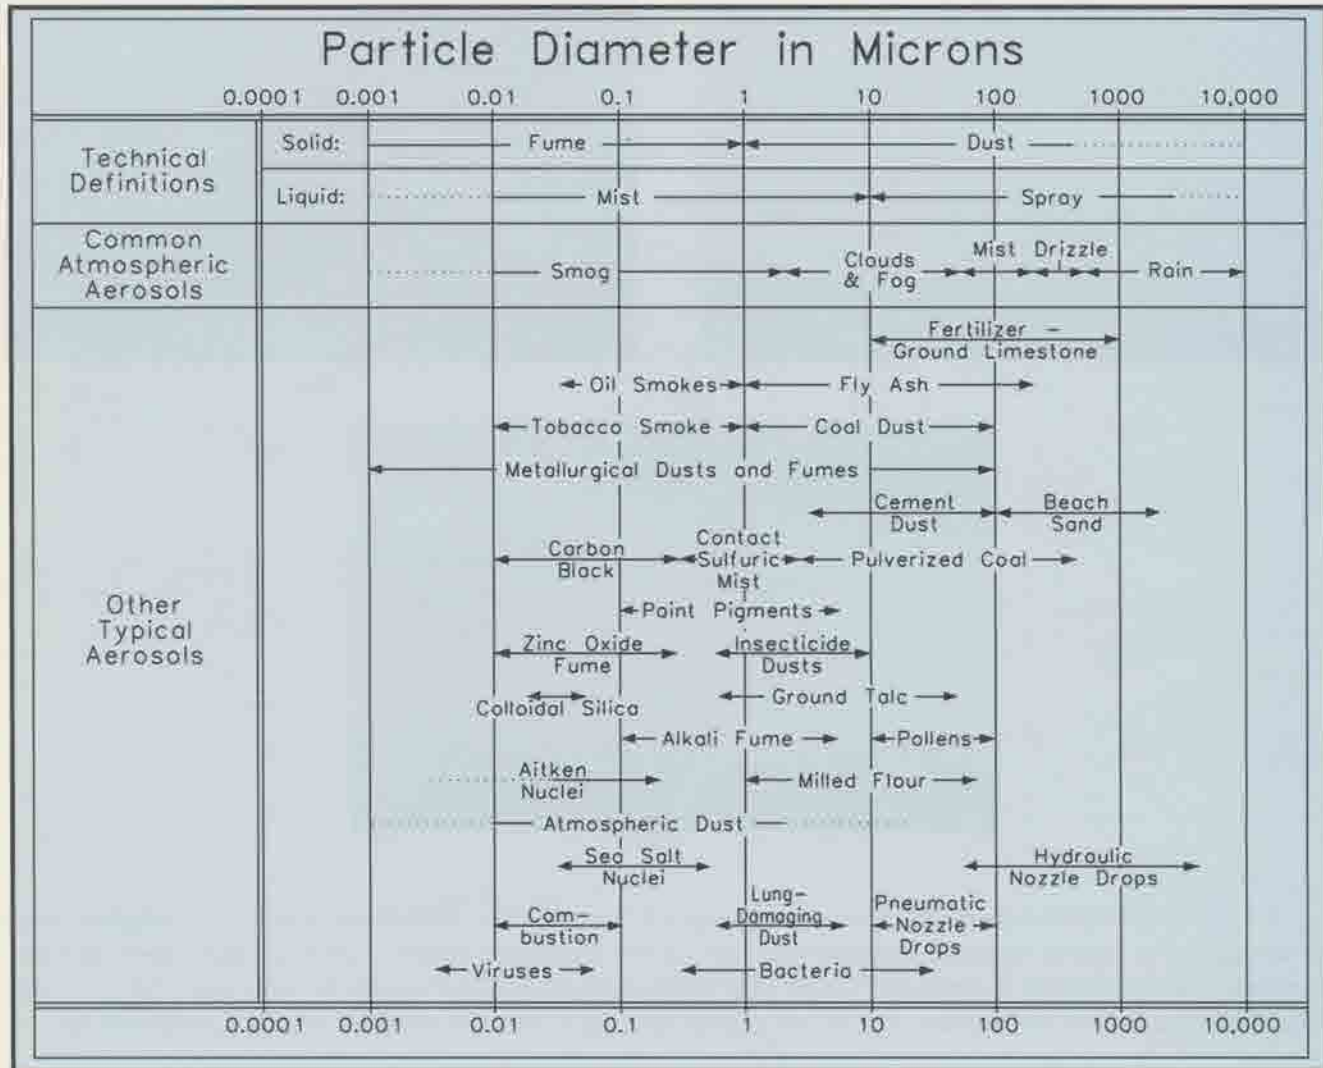 Particle Diameter in Microns
0.0001 0.001 0.01 0.1 1 10 100 1000 10,000
Technical
Definitions
Solid: Fume Dust
Liquid: Mist Spray
Common
Atmospheric
Aerosols
Smog
Clouds
& Fog
Mist Drizzle
Rain
Other
Typical
Aerosols
Fertilizer –
Ground Limestone
Oil Smokes Fly Ash
Tobacco Smoke Coal Dust
Metallurgical Dusts and Fumes
Cement
Dust
Beach
Sand
Carbon
Black
Contact
Sulfuric
Mist
Pulverized Coal
Paint Pigments
Zinc Oxide
Fume
Insecticide
Dusts
Colloidal Silica
Ground Talc
Alkali Fume Pollens
Aitken
Nuclei
Milled Flour
Atmospheric Dust
Sea Salt
Nuclei
Hydraulic
Nozzle Drops
Com–
bustion
Lung–
Damaging
Dust
Pneumatic
Nozzle
Drops
Viruses Bacteria
0.0001 0.001 0.01 0.1 1 10 100 1000 10,000